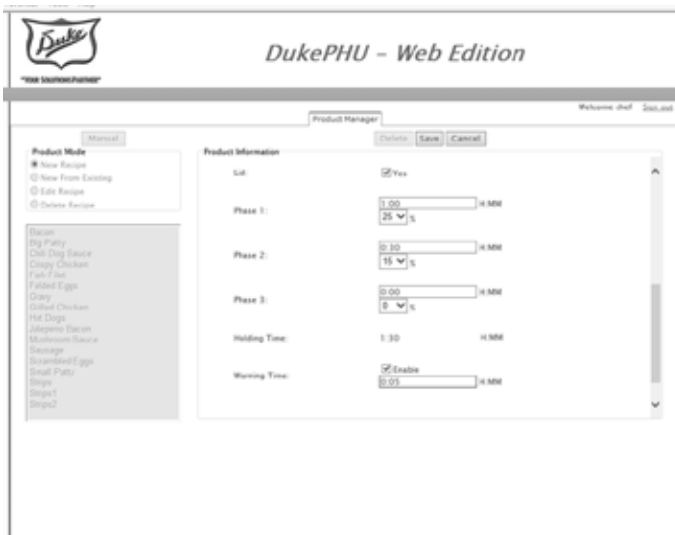 Duke
"YOUR SOLUTIONS PARTNER"
DukePHU - Web Edition
Welcome chef Sign out
Product Manager
Manual
Delete Save Cancel
Product Mode
New Recipe
New From Existing
Edit Recipe
Delete Recipe
Bacon
Big Patty
Chili Dog Sauce
Crispy Chicken
Fish Filet
Folded Eggs
Gravy
Grilled Chicken
Hot Dogs
Jalapeno Bacon
Mushroom Sauce
Sausage
Scrambled Eggs
Small Patty
Strips
Strips1
Strips2
Product Information
Lid: Yes
Phase 1: 1:00 H:MM
25 %
Phase 2: 0:30 H:MM
15 %
Phase 3: 0:00 H:MM
0 %
Holding Time: 1:30 H:MM
Warning Time: Enable
0:05 H:MM